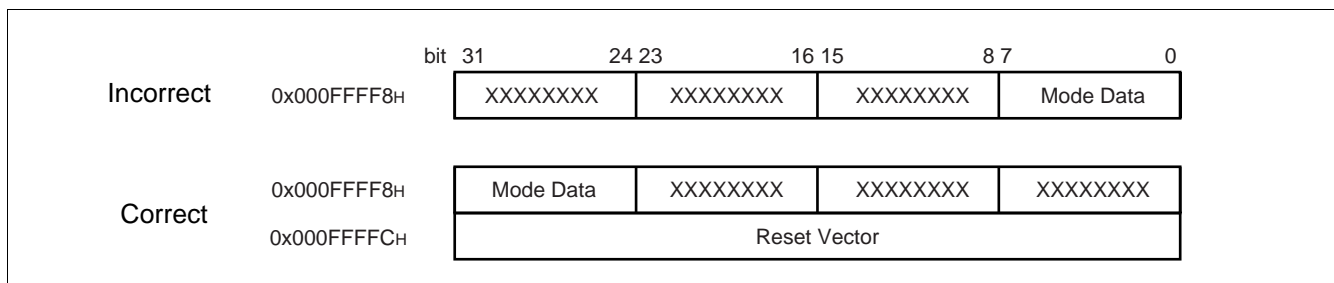 bit 31 24 23 16 15 8 7 0
Incorrect 0x000FFFF8H XXXXXXXX XXXXXXXX XXXXXXXX Mode Data
0x000FFFF8H Mode Data XXXXXXXX XXXXXXXX XXXXXXXX
Correct
0x000FFFFCH Reset Vector